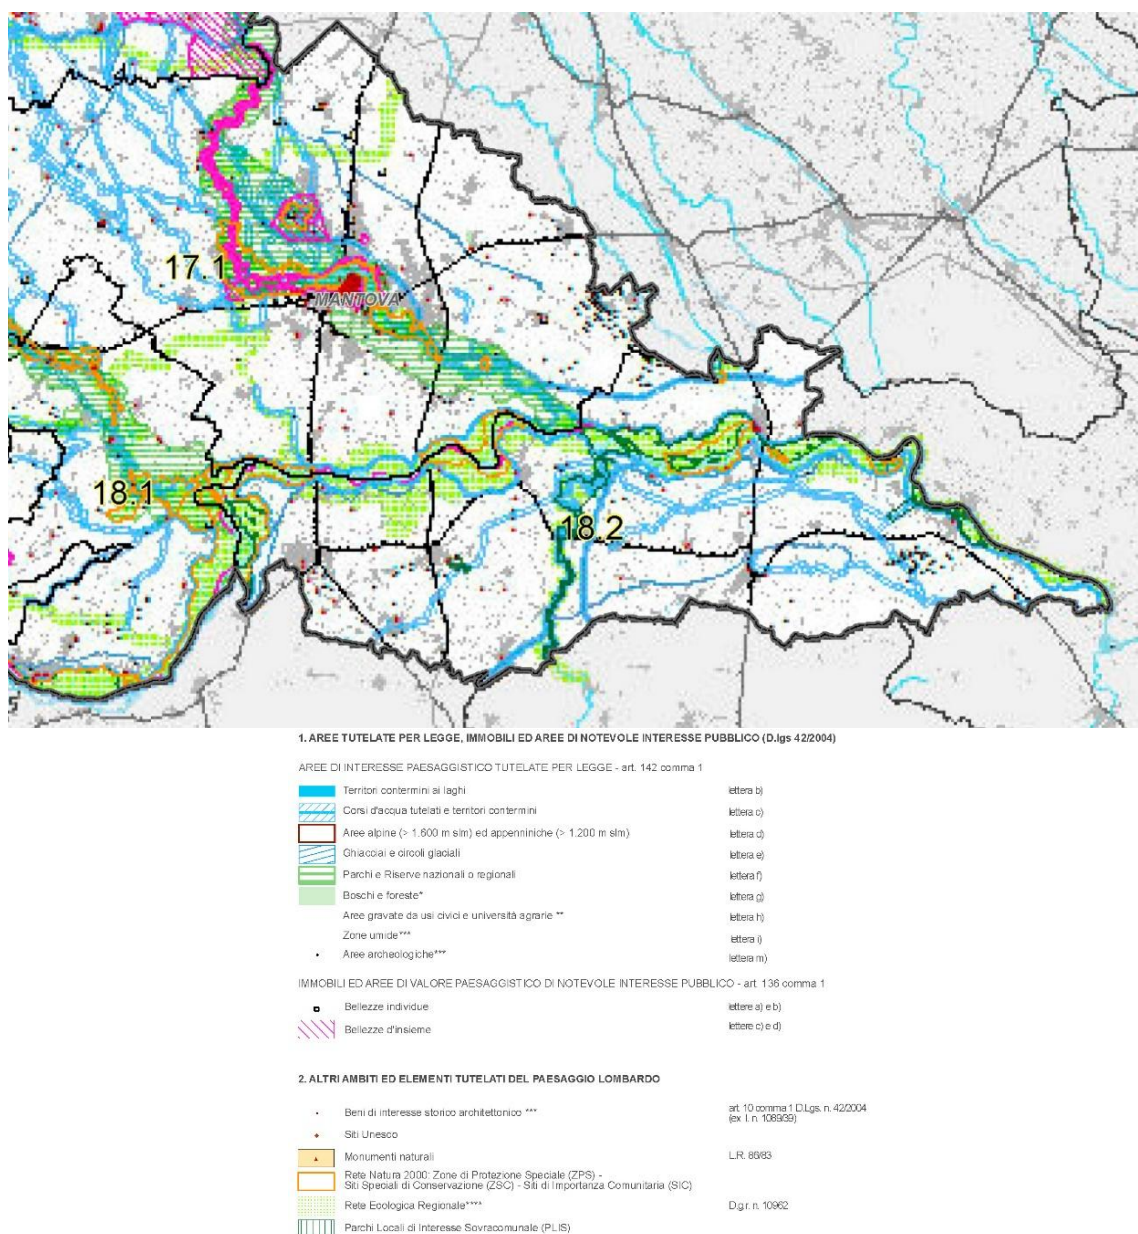 17.1
MANTOVA
18.1
18.2
1. AREE TUTELATE PER LEGGE, IMMOBILI ED AREE DI NOTEVOLE INTERESSE PUBBLICO (D.lgs 42/2004)
AREE DI INTERESSE PAESAGGISTICO TUTELATE PER LEGGE - art. 142 comma 1
Territori contermini ai laghi lettera b)
Corsi d'acqua tutelati e territori contermini lettera c)
Aree alpine (> 1.600 m slm) ed appenniniche (> 1.200 m slm) lettera d)
Ghiacciai e circoli glaciali lettera e)
Parchi e Riserve nazionali o regionali lettera f)
Boschi e foreste* lettera g)
Aree gravate da usi civici e università agrarie ** lettera h)
Zone umide*** lettera i)
Aree archeologiche*** lettera m)
IMMOBILI ED AREE DI VALORE PAESAGGISTICO DI NOTEVOLE INTERESSE PUBBLICO - art. 136 comma 1
Bellezze individue lettere a) e b)
Bellezze d'insieme lettere c) e d)
2. ALTRI AMBITI ED ELEMENTI TUTELATI DEL PAESAGGIO LOMBARDO
Beni di interesse storico architettonico *** art. 10 comma 1 D.Lgs. n. 42/2004
(ex l. n. 1089/39)
Siti Unesco
Monumenti naturali L.R. 86/83
Rete Natura 2000: Zone di Protezione Speciale (ZPS) -
Siti Speciali di Conservazione (ZSC) - Siti di Importanza Comunitaria (SIC)
Rete Ecologica Regionale**** D.g.r. n. 10962
Parchi Locali di Interesse Sovracomunale (PLIS)